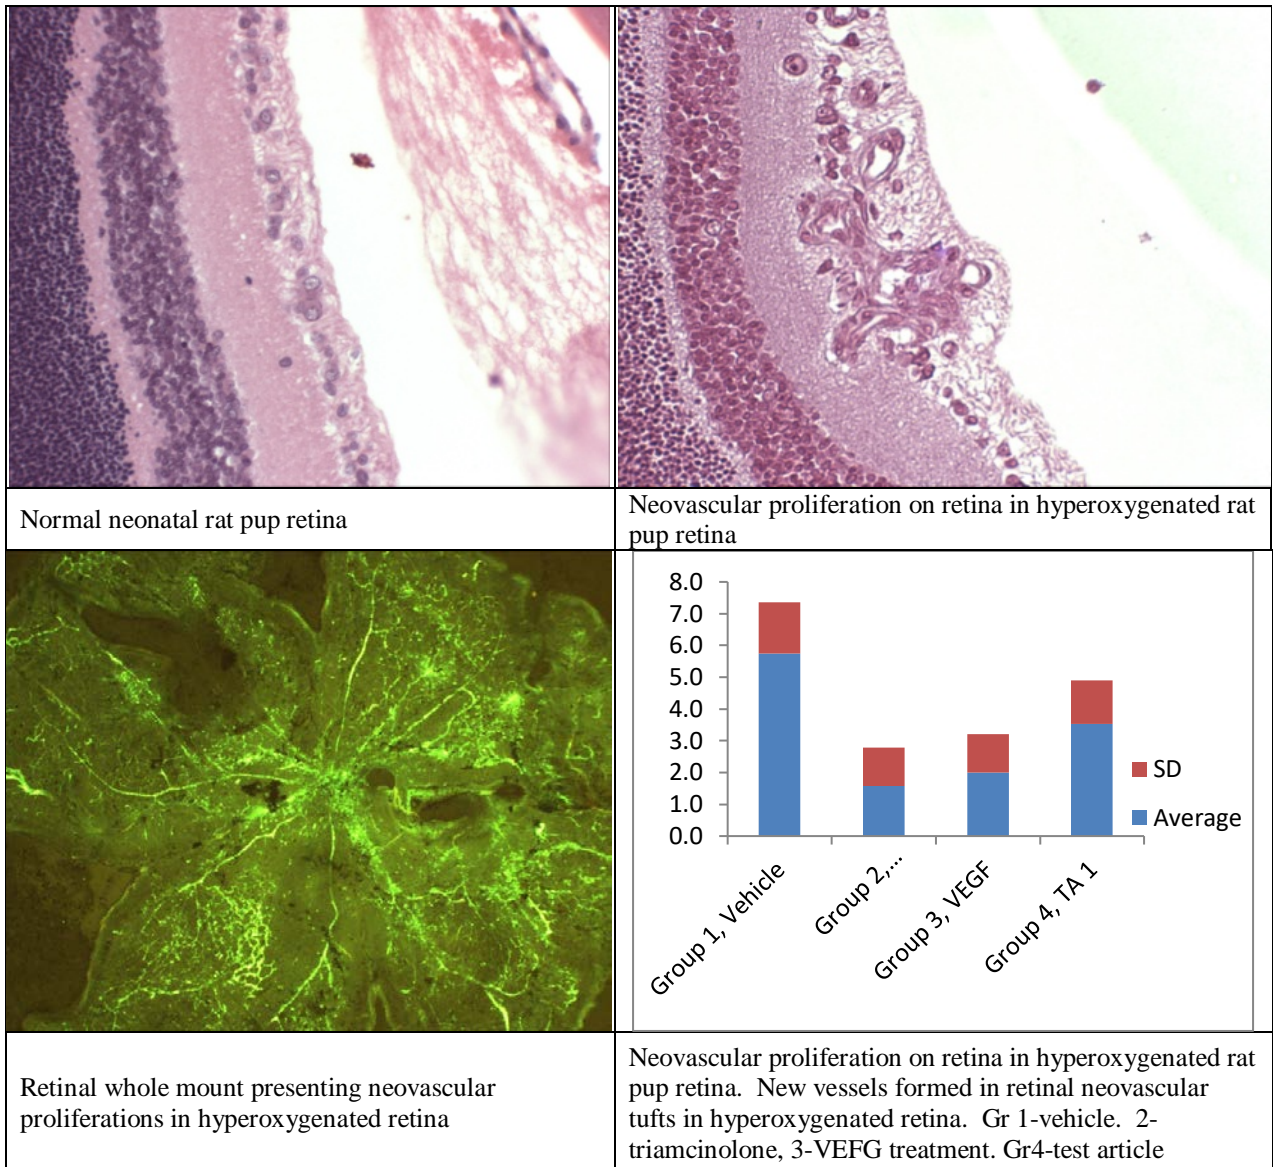 Normal neonatal rat pup retina
Neovascular proliferation on retina in hyperoxygenated rat
pup retina
8.0
7.0
6.0
5.0
4.0
3.0
2.0
1.0
0.0
SD
Average
Group 1, Vehicle
Group 2,...
Group 3, VEGF
Group 4, TA 1
Retinal whole mount presenting neovascular
proliferations in hyperoxygenated retina
Neovascular proliferation on retina in hyperoxygenated rat
pup retina. New vessels formed in retinal neovascular
tufts in hyperoxygenated retina. Gr 1-vehicle. 2-
triamcinolone, 3-VEFG treatment. Gr4-test article